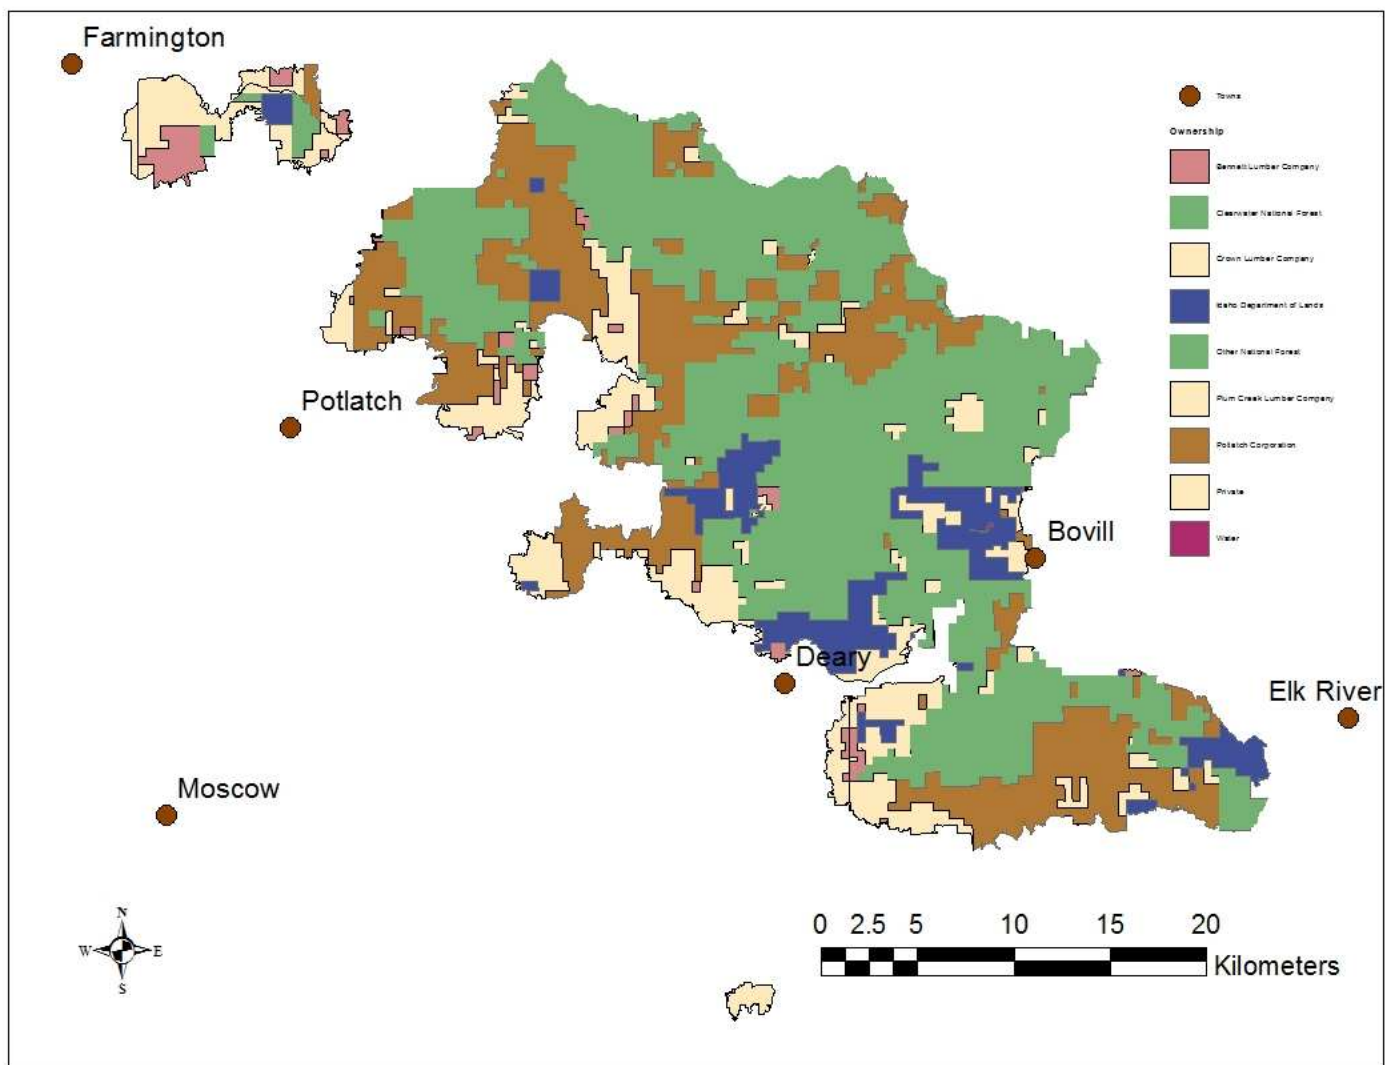 Farmington
Towns
Ownership
Bennett Lumber Company
Clearwater National Forest
Crown Lumber Company
Idaho Department of Lands
Other National Forest
Plum Creek Lumber Company
Potlatch Corporation
Private
Water
Potlatch
Bovill
Deary
Elk River
Moscow
N
W E
S
0 2.5 5 10 15 20
Kilometers